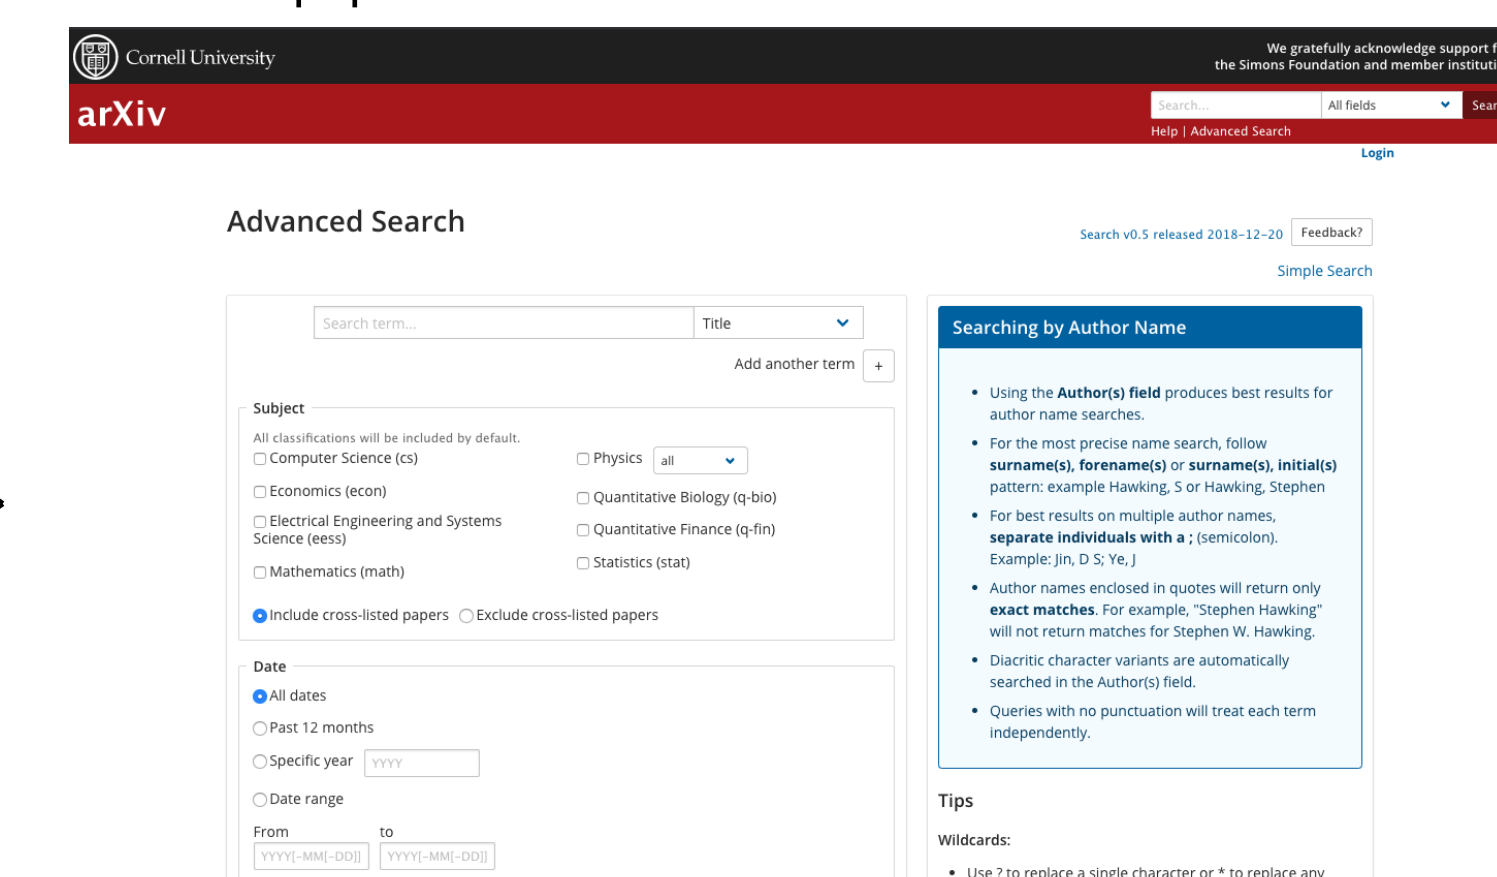 Cornell University
We gratefully acknowledge support
the Simons Foundation and member
arXiv
Search...
All fields
Help | Advanced Search
Login
Advanced Search
Search v0.5 released 2018-12-20
Feedback?
Simple Search
Search term...
Title
Add another term
+
Subject
All classifications will be included by default.
Computer Science (cs)
Physics
all
Economics (econ)
Quantitative Biology (q-bio)
Electrical Engineering and Systems
Science (eess)
Quantitative Finance (q-fin)
Mathematics (math)
Statistics (stat)
Include cross-listed papers
Exclude cross-listed papers
Date
All dates
Past 12 months
Specific year
YYYY
Date range
From
to
YYYY[-MM[-DD]]
YYYY[-MM[-DD]]
Searching by Author Name
• Using the Author(s) field produces best results for
author name searches.
• For the most precise name search, follow
surname(s), forename(s) or surname(s), initial(s)
pattern: example Hawking, S or Hawking, Stephen
• For best results on multiple author names,
separate individuals with a ; (semicolon).
Example: Jin, D S; Ye, J
• Author names enclosed in quotes will return only
exact matches. For example, "Stephen Hawking"
will not return matches for Stephen W. Hawking.
• Diacritic character variants are automatically
searched in the Author(s) field.
• Queries with no punctuation will treat each term
independently.
Tips
Wildcards:
• Use ? to replace a single character or * to replace any